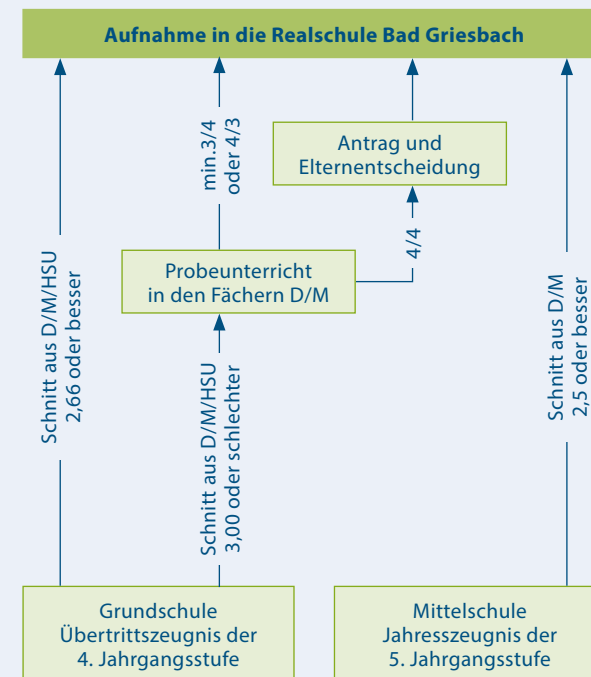 Aufnahme in die Realschule Bad Griesbach
min.3/4
oder 4/3
Antrag und
Elternentscheidung
4/4
Probeunterricht
in den Fächern D/M
Schnitt aus D/M/HSU
2,66 oder besser
Schnitt aus D/M/HSU
3,00 oder schlechter
Schnitt aus D/M
2,5 oder besser
Grundschule
Übertrittszeugnis der
4. Jahrgangsstufe
Mittelschule
Jahresszeugnis der
5. Jahrgangsstufe